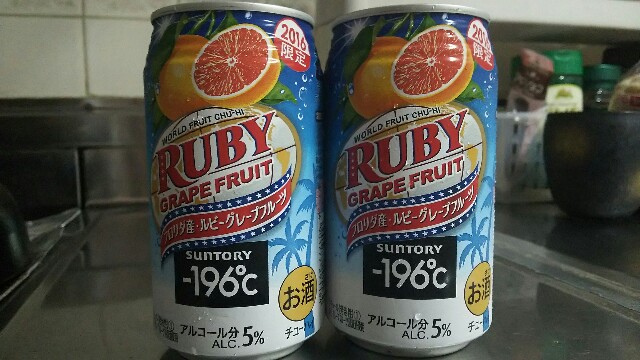 2016
限定
WORLD FRUIT CHU-HI
RUBY
GRAPE FRUIT
フロリダ産・ルビーグレープフルーツ
SUNTORY
-196℃
お酒
アルコール分 5%
ALC.
2016
限定
WORLD FRUIT CHU-HI
RUBY
GRAPE FRUIT
フロリダ産・ルビーグレープフルーツ
SUNTORY
-196℃
お酒
アルコール分 5%
ALC.